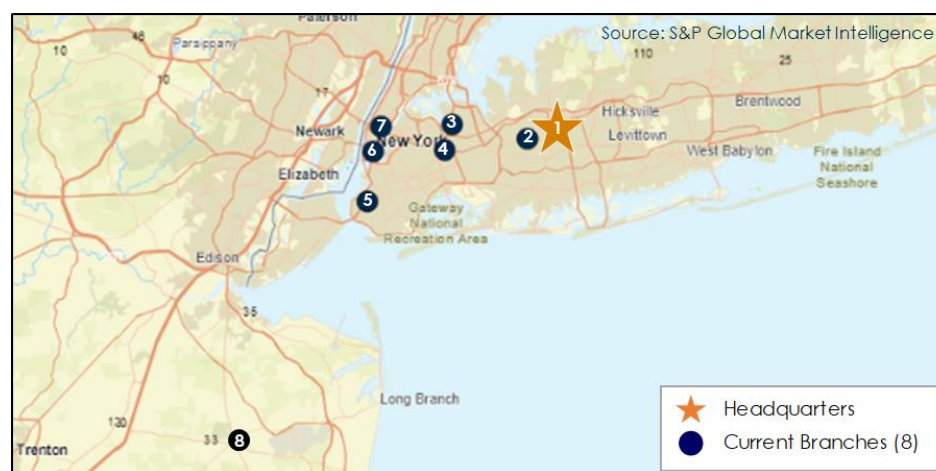 Paterson
Source: S&P Global Market Intelligence
10
46
Parsippany
110
25
10
17
Hicksville
Brentwood
Newark
7
3
1
2
Levittown
New York
6
4
West Babylon
Fire Island
National
Seashore
Elizabeth
5
Gateway
National
Recreation Area
Edison
35
Long Branch
Headquarters
130
33
8
Current Branches (8)
Trenton